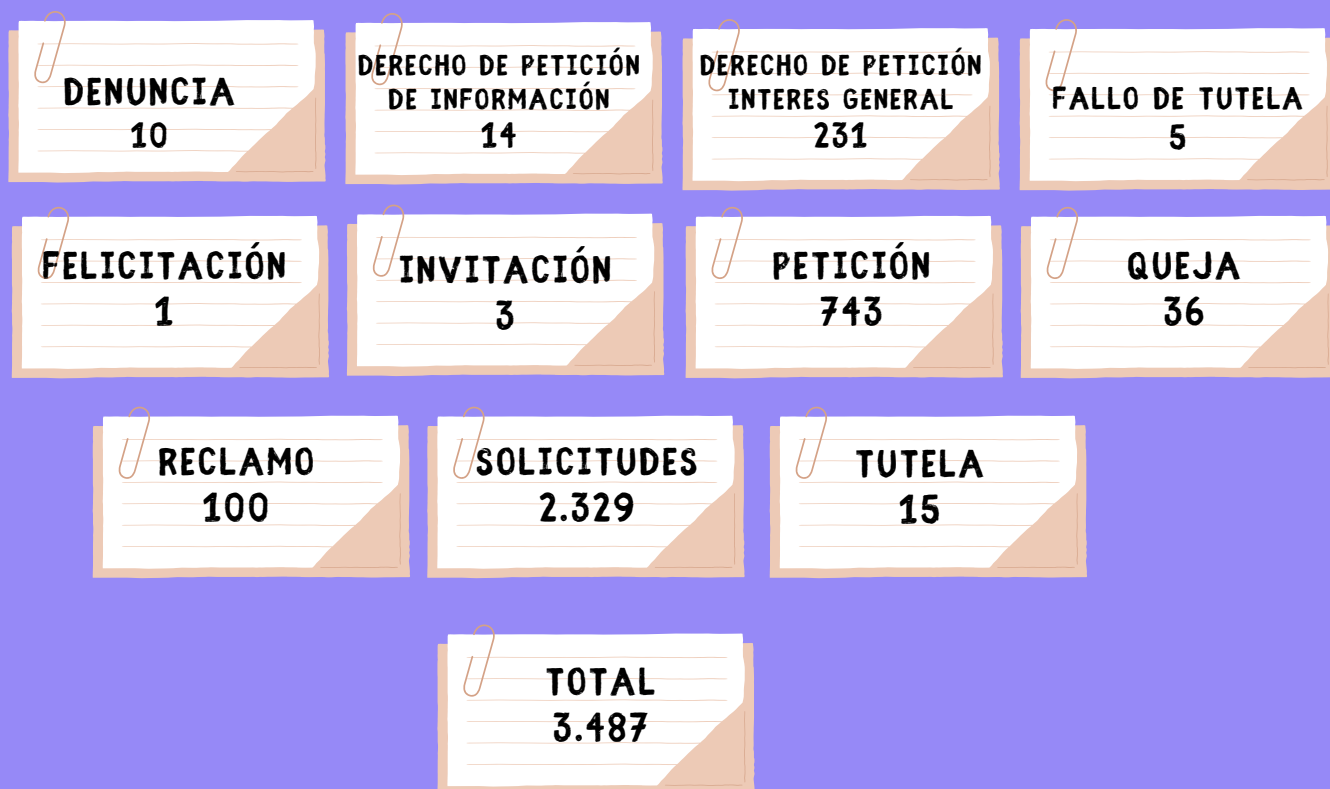 DENUNCIA
10
DERECHO DE PETICIÓN
DE INFORMACIÓN
14
DERECHO DE PETICIÓN
INTERES GENERAL
231
FALLO DE TUTELA
5
FELICITACIÓN
1
INVITACIÓN
3
PETICIÓN
743
QUEJA
36
RECLAMO
100
SOLICITUDES
2.329
TUTELA
15
TOTAL
3.487